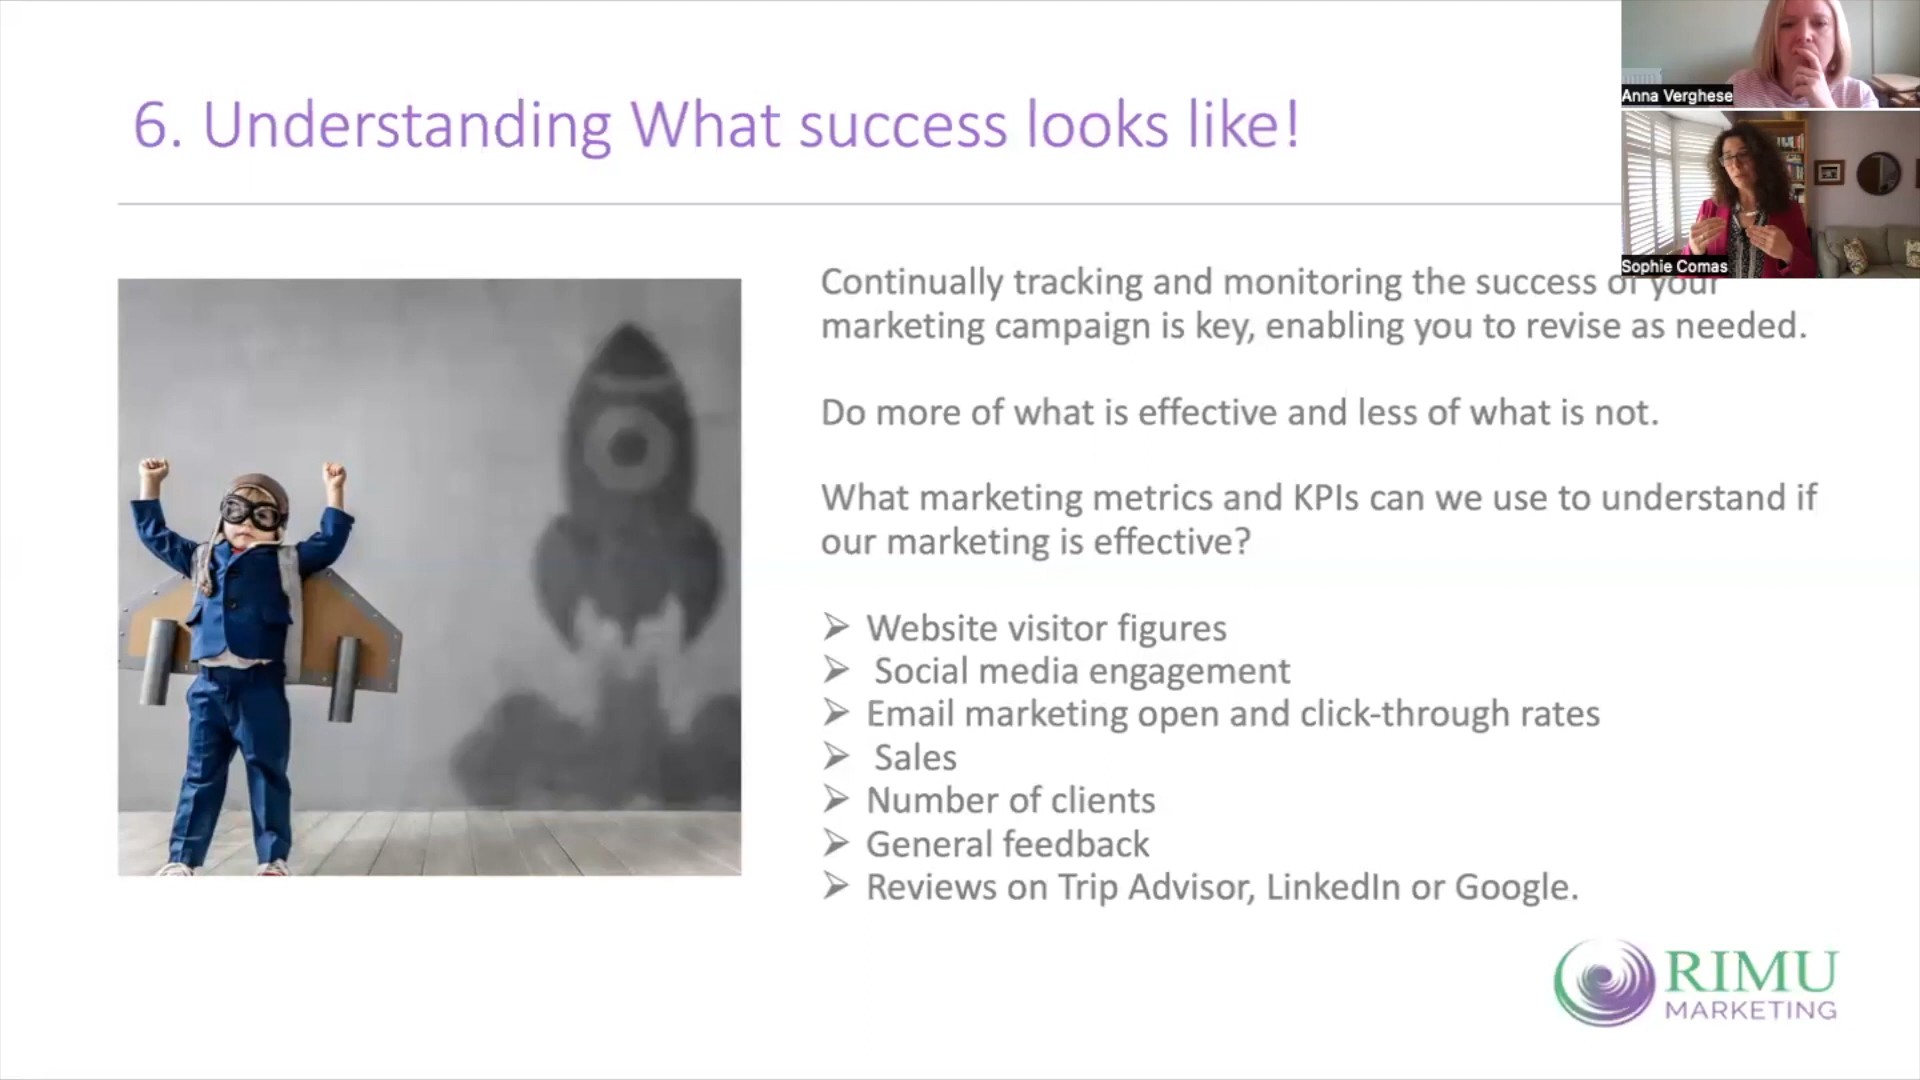 6. Understanding What success looks like!
Anna Verghese
Sophie Comas
Continually tracking and monitoring the success of your
marketing campaign is key, enabling you to revise as needed.
Do more of what is effective and less of what is not.
What marketing metrics and KPIs can we use to understand if
our marketing is effective?
➢ Website visitor figures
➢ Social media engagement
➢ Email marketing open and click-through rates
➢ Sales
➢ Number of clients
➢ General feedback
➢ Reviews on Trip Advisor, LinkedIn or Google.
RIMU
MARKETING